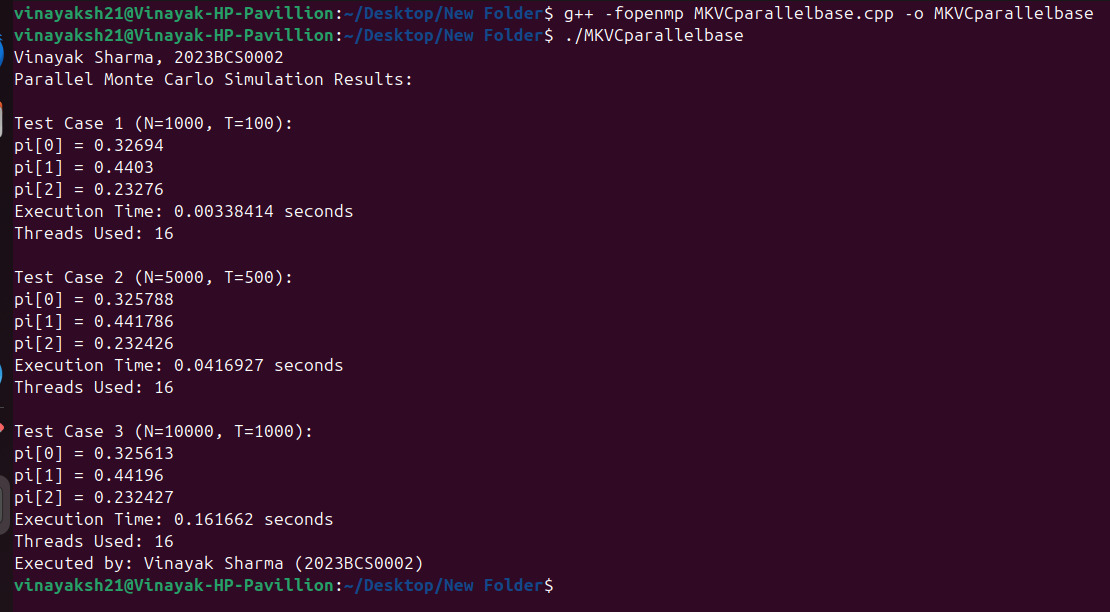 vinayaksh21@Vinayak-HP-Pavillion:~/Desktop/New Folder$ g++ -fopenmp MKVCparallelbase.cpp -o MKVCparallelbase
vinayaksh21@Vinayak-HP-Pavillion:~/Desktop/New Folder$ ./MKVCparallelbase
Vinayak Sharma, 2023BCS0002
Parallel Monte Carlo Simulation Results:

Test Case 1 (N=1000, T=100):
pi[0] = 0.32694
pi[1] = 0.4403
pi[2] = 0.23276
Execution Time: 0.00338414 seconds
Threads Used: 16

Test Case 2 (N=5000, T=500):
pi[0] = 0.325788
pi[1] = 0.441786
pi[2] = 0.232426
Execution Time: 0.0416927 seconds
Threads Used: 16

Test Case 3 (N=10000, T=1000):
pi[0] = 0.325613
pi[1] = 0.44196
pi[2] = 0.232427
Execution Time: 0.161662 seconds
Threads Used: 16
Executed by: Vinayak Sharma (2023BCS0002)
vinayaksh21@Vinayak-HP-Pavillion:~/Desktop/New Folder$